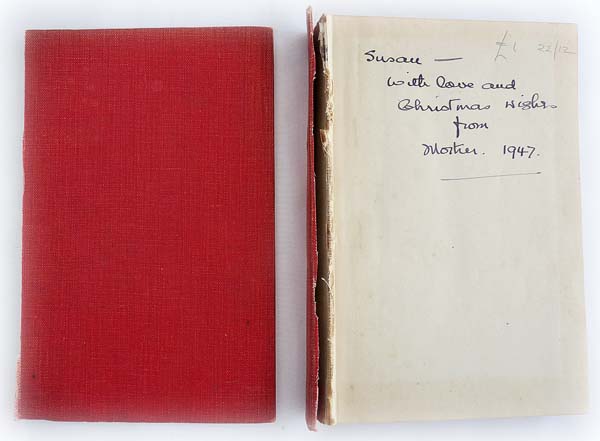 £1 22/12
Susan —
With love and
Christmas Wishes
from
Mother. 1947.